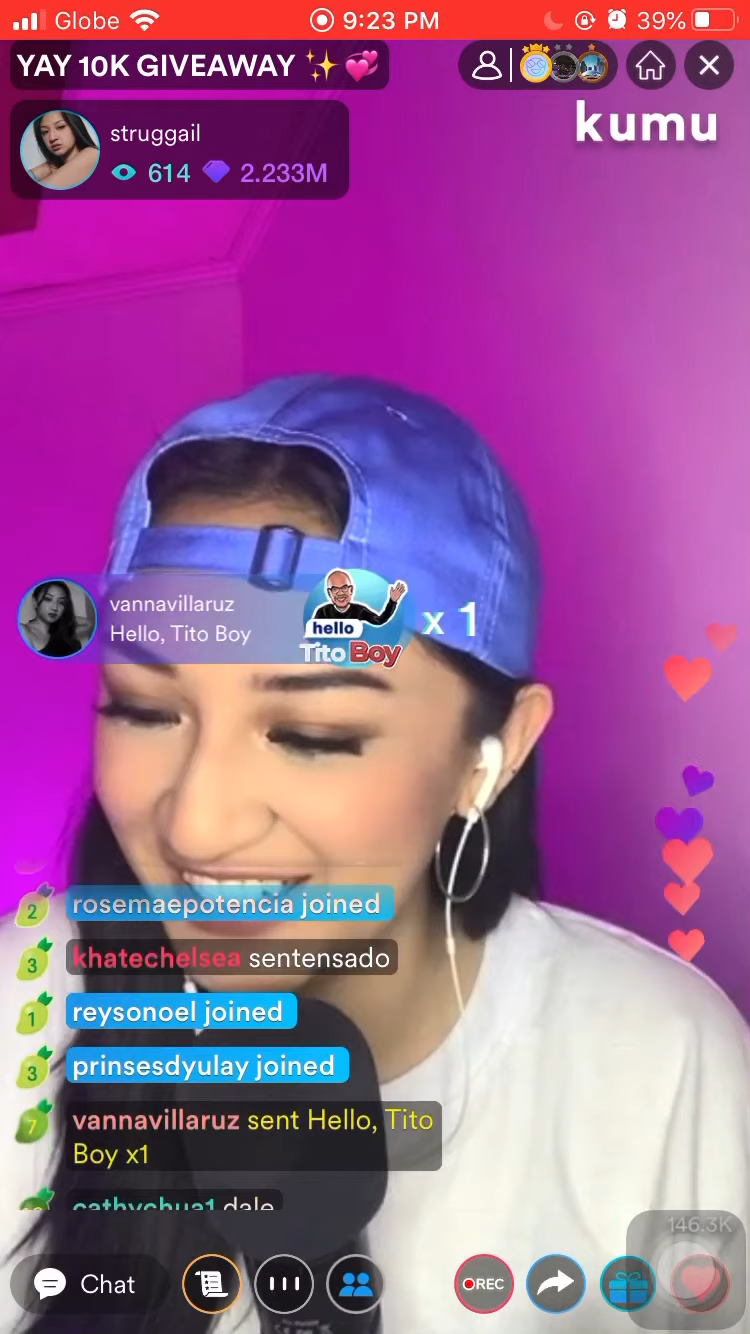 Globe 9:23 PM 39%
YAY 10K GIVEAWAY ✨💞
kumu
struggail
614 2.233M
vannavillaruz
Hello, Tito Boy
hello
Tito Boy
x 1
2 rosemaepotencia joined
3 khatechelsea sentensado
1 reysonoel joined
3 prinsesdyulay joined
7 vannavillaruz sent Hello, Tito
Boy x1
cathychua1 dale
146.3K
Chat
REC